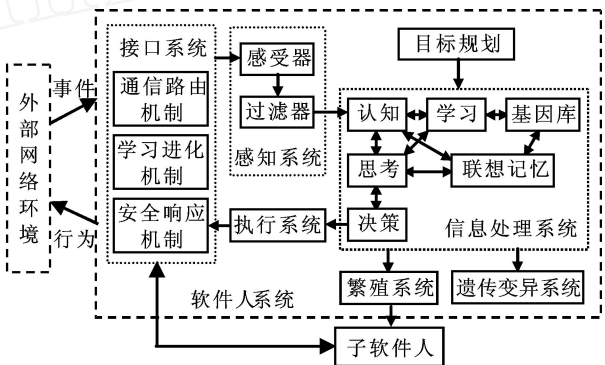 接口系统
感受器
目标规划
事件
通信路由
机制
过滤器
认知
学习
基因库
外部网络环境
感知系统
学习进化
机制
思考
联想记忆
安全响应
机制
执行系统
决策
信息处理系统
行为
软件人系统
繁殖系统
遗传变异系统
子软件人